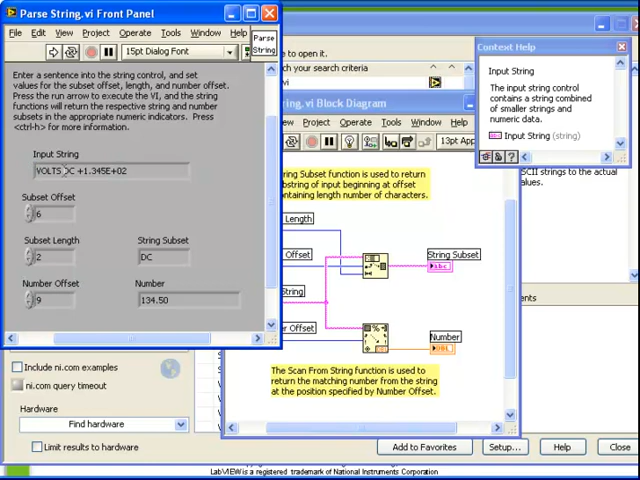 Parse String.vi Front Panel
File Edit View Project Operate Tools Window Help
15pt Dialog Font
Parse
String
Enter a sentence into the string control, and set
values for the subset offset, length, and number offset.
Press the run arrow to execute the VI, and the string
functions will return the respective string and number
subsets in the appropriate numeric indicators. Press
<ctrl-h> for more information.
Input String
VOLTS DC +1.345E+02
Subset Offset
6
Subset Length
2
String Subset
DC
Number Offset
9
Number
134.50
Include ni.com examples
ni.com query timeout
Hardware
Find hardware
Limit results to hardware
to open it.
your search criteria
vi
Block Diagram
Window Help
13pt App
String Subset function is used to return
substring of input beginning at offset
containing length number of characters.
Length
Offset
String
Offset
String Subset
abc
Number
DBL
The Scan From String function is used to
return the matching number from the string
at the position specified by Number Offset.
Context Help
Input String
The input string control
contains a string combined
of smaller strings and
numeric data.
abc Input String (string)
?
SCII strings to the actual
values.
ents
Add to Favorites
Setup...
Help
Close
LabVIEW is a registered trademark of National Instruments Corporation